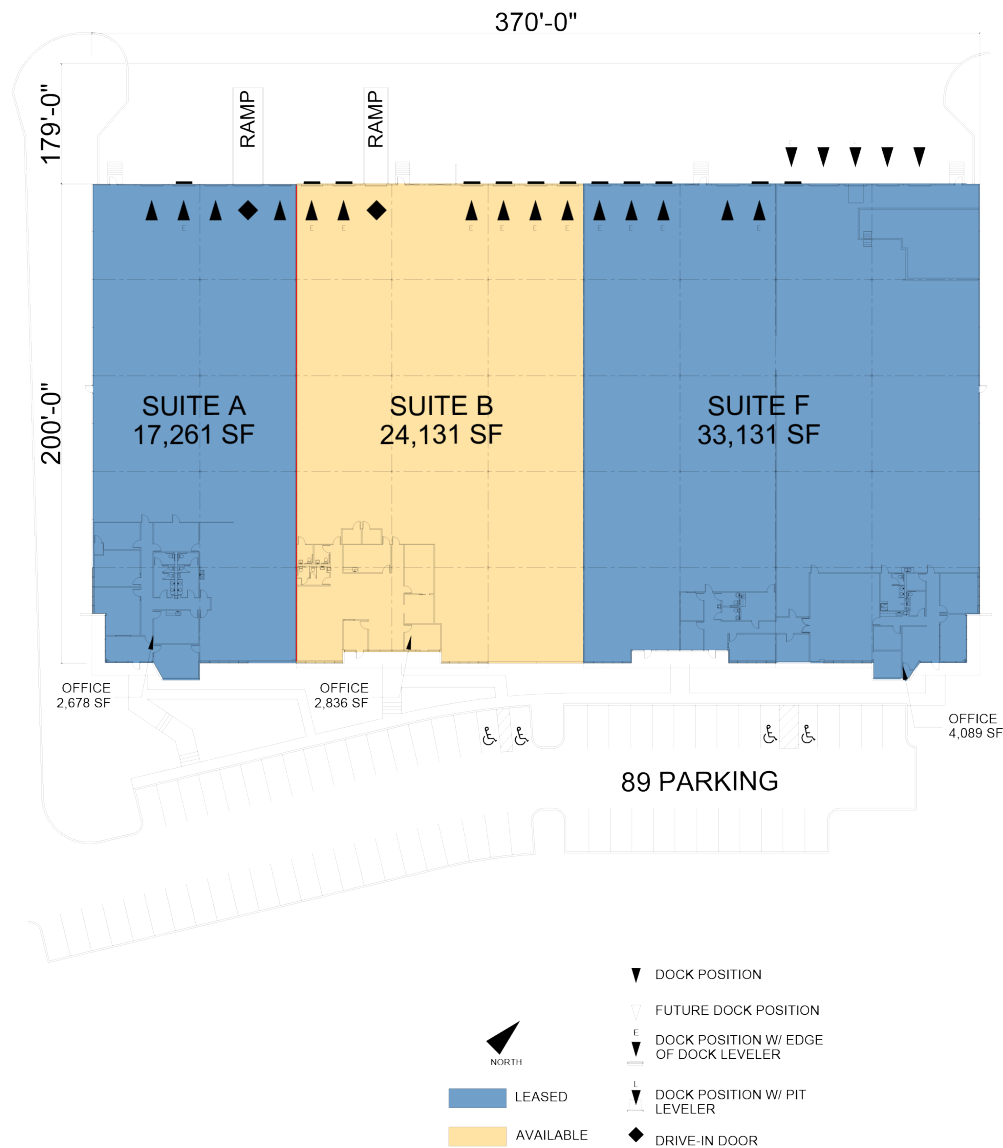 370'-0"
179'-0"
RAMP
RAMP
E
E
E
E
E
E
E
E
E
E
E
200'-0"
SUITE A
17,261 SF
SUITE B
24,131 SF
SUITE F
33,131 SF
OFFICE
2,678 SF
OFFICE
2,836 SF
OFFICE
4,089 SF
89 PARKING
NORTH
LEASED
AVAILABLE
DOCK POSITION
FUTURE DOCK POSITION
E
DOCK POSITION W/ EDGE
OF DOCK LEVELER
L
DOCK POSITION W/ PIT
LEVELER
DRIVE-IN DOOR